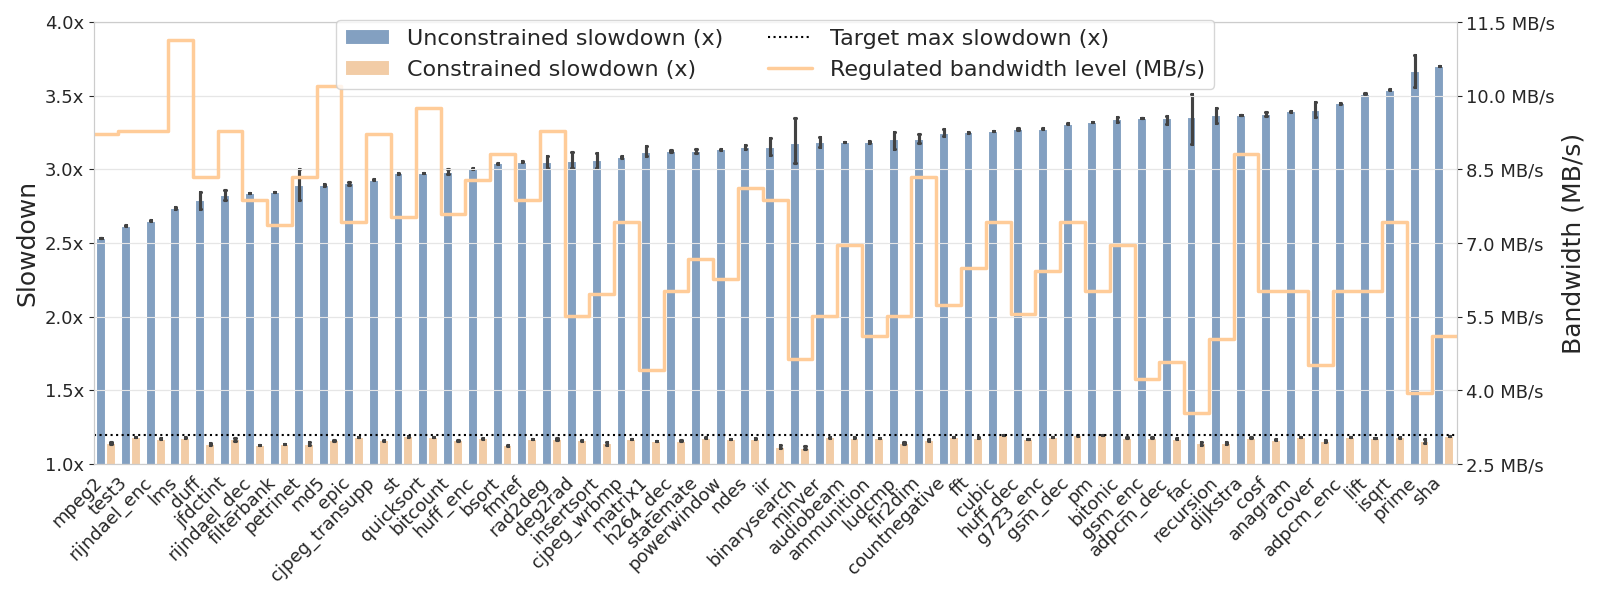 Unconstrained slowdown (x)
Constrained slowdown (x)
Target max slowdown (x)
Regulated bandwidth level (MB/s)
Slowdown
4.0x
3.5x
3.0x
2.5x
2.0x
1.5x
1.0x
11.5 MB/s
10.0 MB/s
8.5 MB/s
7.0 MB/s
5.5 MB/s
4.0 MB/s
2.5 MB/s
Bandwidth (MB/s)
mpeg2
test3
rijndael_enc
lms
duff
jfdctint
rijndael_dec
filterbank
petrinet
md5
epic
cjpeg_transupp
st
quicksort
bitcount
huff_enc
bsort
fmref
rad2deg
deg2rad
insertsort
cjpeg_wrbmp
matrix1
h264_dec
statemate
powerwindow
ndes
iir
binarysearch
minver
audiobeam
ammunition
ludcmp
fir2dim
countnegative
fft
cubic
huff_dec
g723_enc
gsm_dec
pm
bitonic
gsm_enc
adpcm_dec
fac
recursion
dijkstra
cosf
anagram
cover
adpcm_enc
lift
isqrt
prime
sha